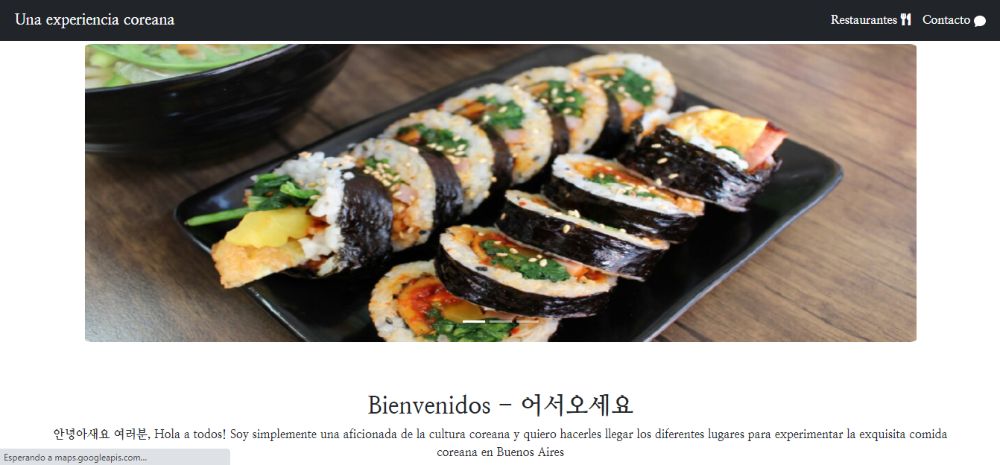 Una experiencia coreana
Restaurantes Contacto
Bienvenidos - 어서오세요
안녕아새요 여러분, Hola a todos! Soy simplemente una aficionada de la cultura coreana y quiero hacerles llegar los diferentes lugares para experimentar la exquisita comida
coreana en Buenos Aires
Esperando a maps.googleapis.com...